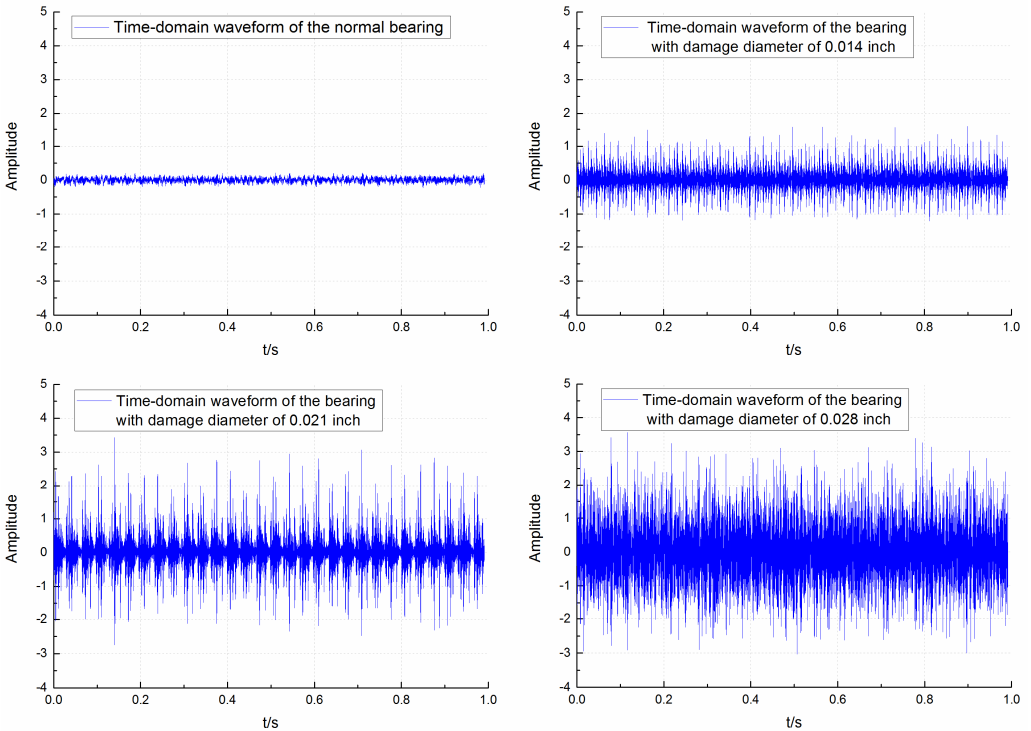 Time-domain waveform of the normal bearing
5
4
3
2
1
0
-1
-2
-3
-4
Amplitude
0.0 0.2 0.4 0.6 0.8 1.0
t/s
Time-domain waveform of the bearing
with damage diameter of 0.014 inch
5
4
3
2
1
0
-1
-2
-3
-4
Amplitude
0.0 0.2 0.4 0.6 0.8 1.0
t/s
Time-domain waveform of the bearing
with damage diameter of 0.021 inch
5
4
3
2
1
0
-1
-2
-3
-4
Amplitude
0.0 0.2 0.4 0.6 0.8 1.0
t/s
Time-domain waveform of the bearing
with damage diameter of 0.028 inch
5
4
3
2
1
0
-1
-2
-3
-4
Amplitude
0.0 0.2 0.4 0.6 0.8 1.0
t/s